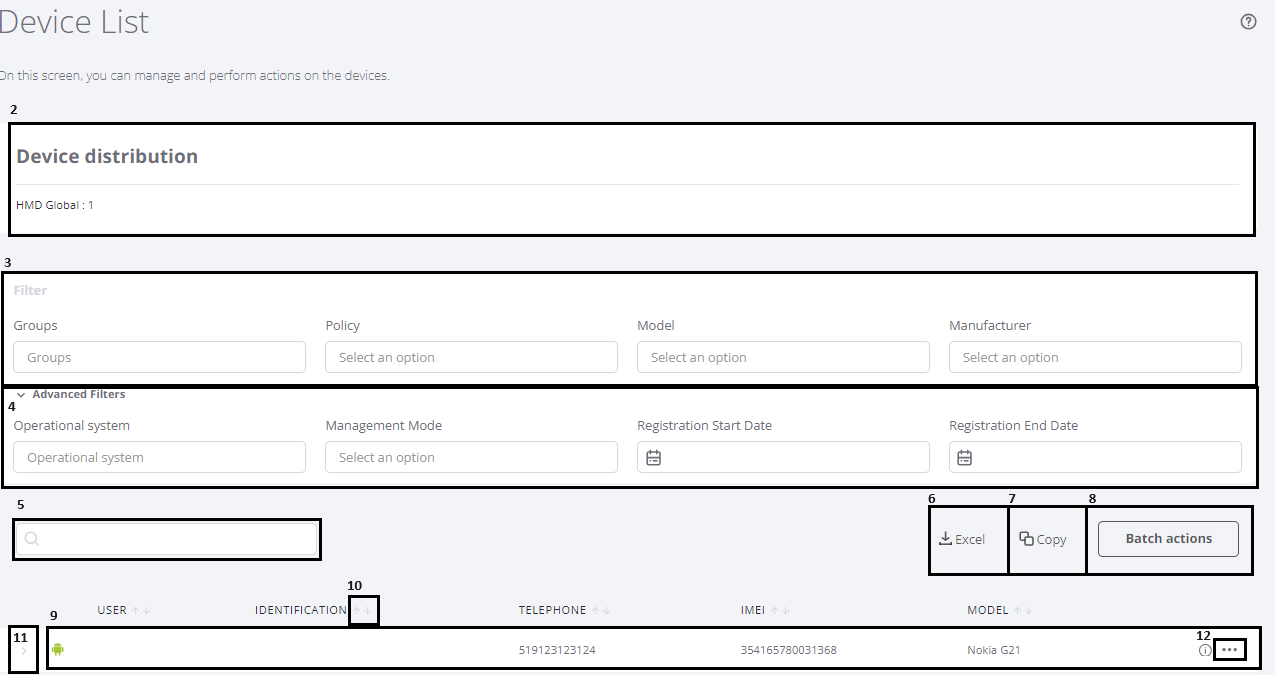 Device List
On this screen, you can manage and perform actions on the devices.
2
Device distribution
HMD Global : 1
3
Filter
Groups Policy Model Manufacturer
Groups Select an option Select an option Select an option
Advanced Filters
4
Operational system Management Mode Registration Start Date Registration End Date
Operational system Select an option
5 6 7 8
Excel Copy Batch actions
10
9 USER IDENTIFICATION TELEPHONE IMEI MODEL
11 12
519123123124 354165780031368 Nokia G21